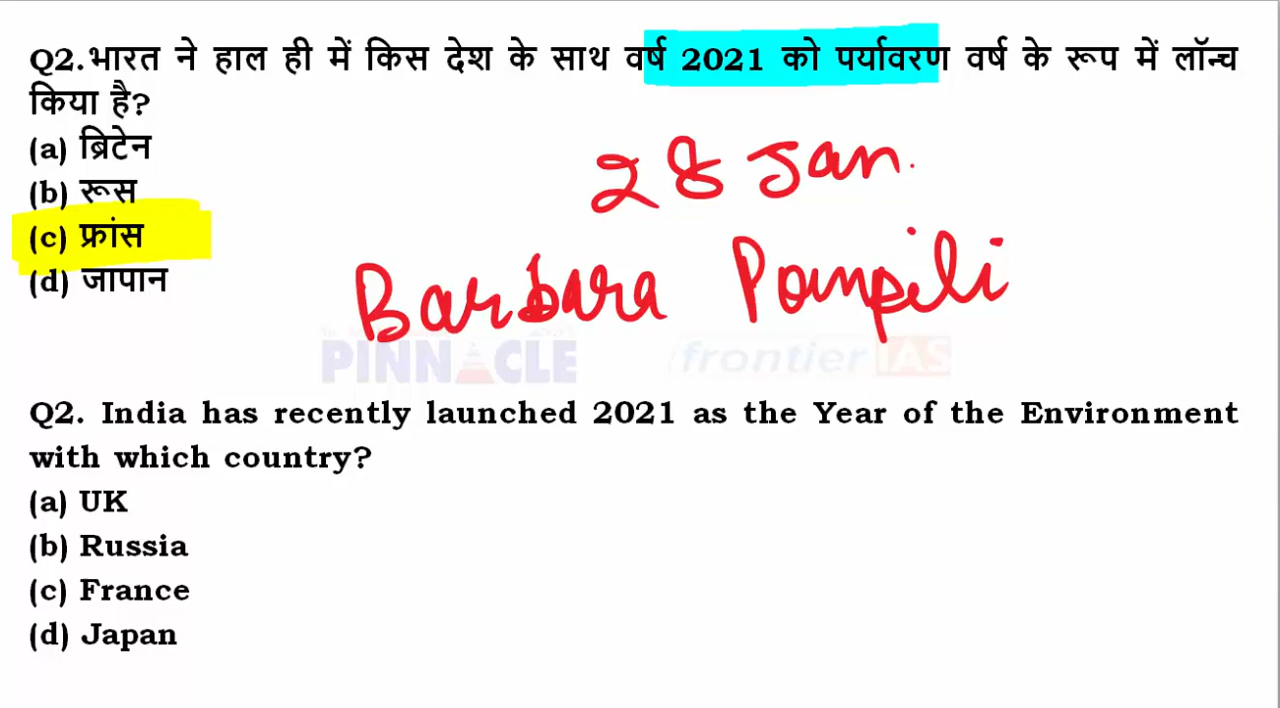 Q2.भारत ने हाल ही में किस देश के साथ वर्ष 2021 को पर्यावरण वर्ष के रूप में लॉन्च
किया है?
(a) ब्रिटेन
28 Jan.
(b) रूस
(c) फ्रांस
(d) जापान
Barbara Pompili
PINNACLE frontier IAS
Q2. India has recently launched 2021 as the Year of the Environment
with which country?
(a) UK
(b) Russia
(c) France
(d) Japan